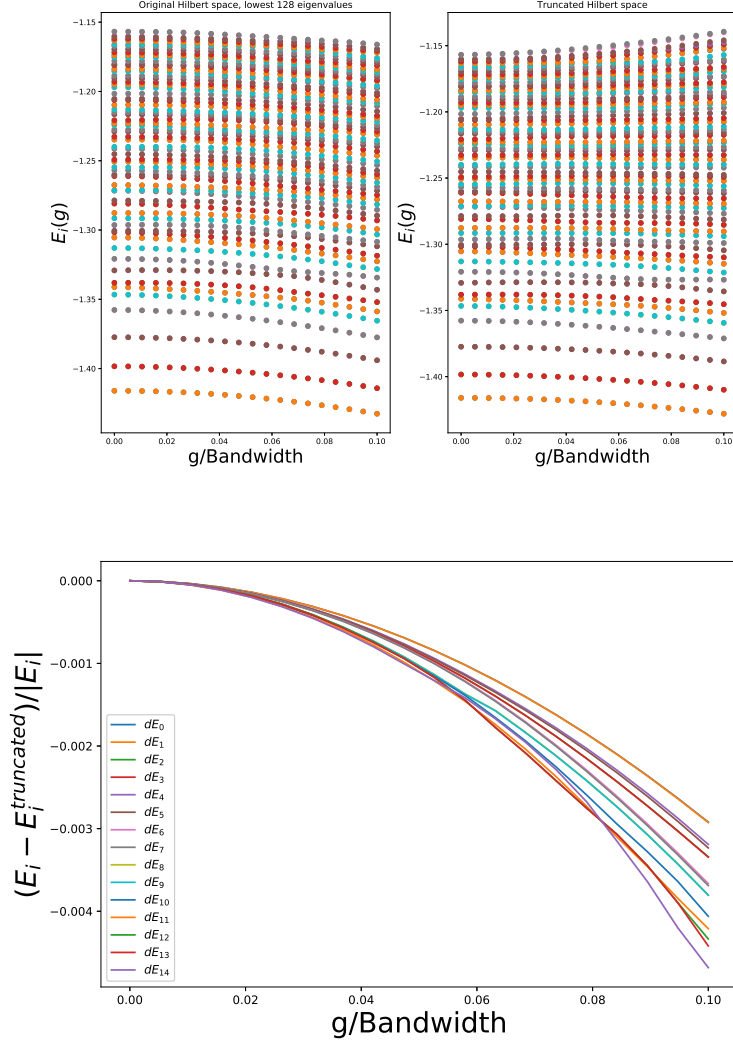 Original Hilbert space, lowest 128 eigenvalues
−1.15
−1.20
−1.25
−1.30
−1.35
−1.40
E_i(g)
0.00 0.02 0.04 0.06 0.08 0.10
g/Bandwidth
Truncated Hilbert space
−1.15
−1.20
−1.25
−1.30
−1.35
−1.40
E_i(g)
0.00 0.02 0.04 0.06 0.08 0.10
g/Bandwidth
0.000
−0.001
−0.002
−0.003
−0.004
(E_i − E_i^{truncated})/|E_i|
dE_0
dE_1
dE_2
dE_3
dE_4
dE_5
dE_6
dE_7
dE_8
dE_9
dE_10
dE_11
dE_12
dE_13
dE_14
0.00 0.02 0.04 0.06 0.08 0.10
g/Bandwidth